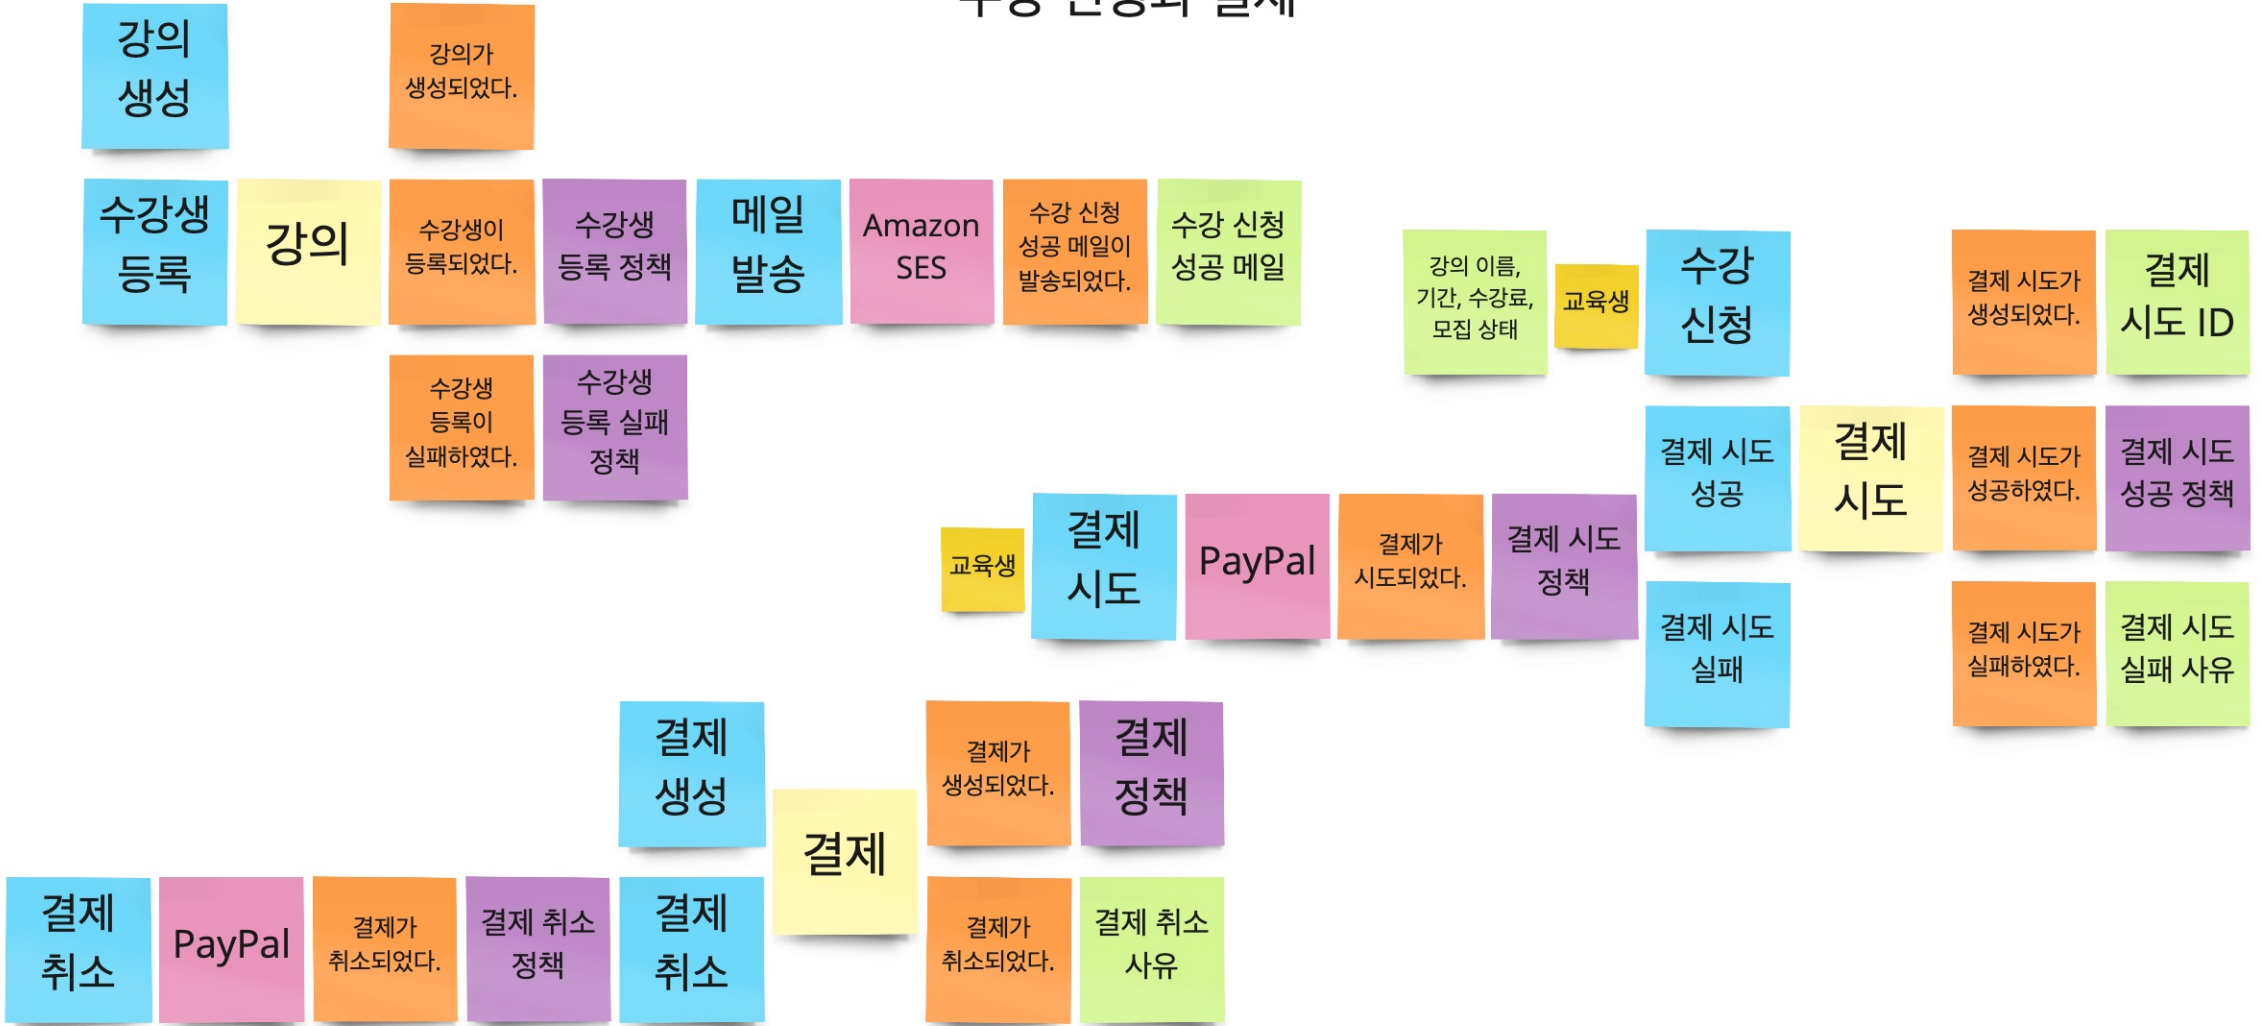 수강 신청과 결제
강의
생성
강의가
생성되었다.
수강생
등록
강의
수강생이
등록되었다.
수강생
등록 정책
메일
발송
Amazon
SES
수강 신청
성공 메일이
발송되었다.
수강 신청
성공 메일
수강생
등록이
실패하였다.
수강생
등록 실패
정책
강의 이름,
기간, 수강료,
모집 상태
교육생
수강
신청
결제 시도가
생성되었다.
결제
시도 ID
결제 시도
성공
결제
시도
결제 시도가
성공하였다.
결제 시도
성공 정책
교육생
결제
시도
PayPal
결제가
시도되었다.
결제 시도
정책
결제 시도
실패
결제 시도가
실패하였다.
결제 시도
실패 사유
결제
생성
결제
결제가
생성되었다.
결제
정책
결제
취소
PayPal
결제가
취소되었다.
결제 취소
정책
결제
취소
결제가
취소되었다.
결제 취소
사유